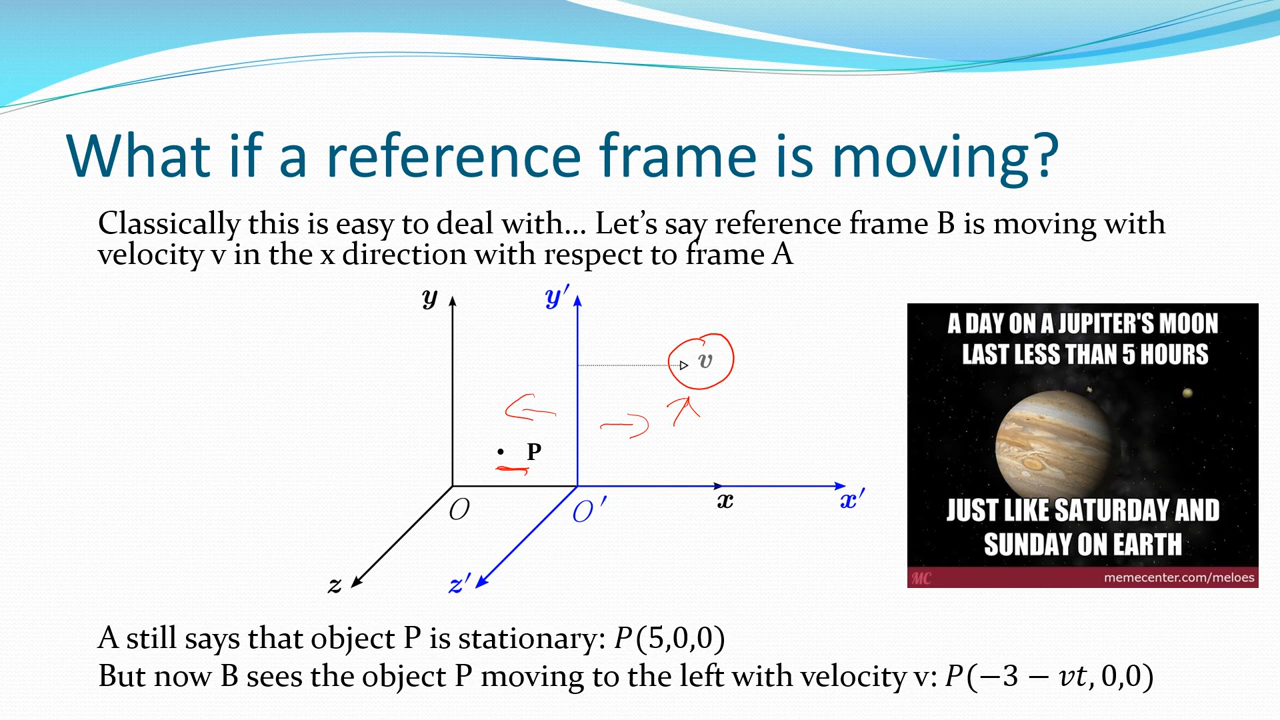 What if a reference frame is moving?
Classically this is easy to deal with... Let's say reference frame B is moving with
velocity v in the x direction with respect to frame A
y
y′
v
P
O
O′
x
x′
z
z′
A DAY ON A JUPITER'S MOON
LAST LESS THAN 5 HOURS
JUST LIKE SATURDAY AND
SUNDAY ON EARTH
MC
memecenter.com/meloes
A still says that object P is stationary: P(5,0,0)
But now B sees the object P moving to the left with velocity v: P(−3 − vt, 0,0)